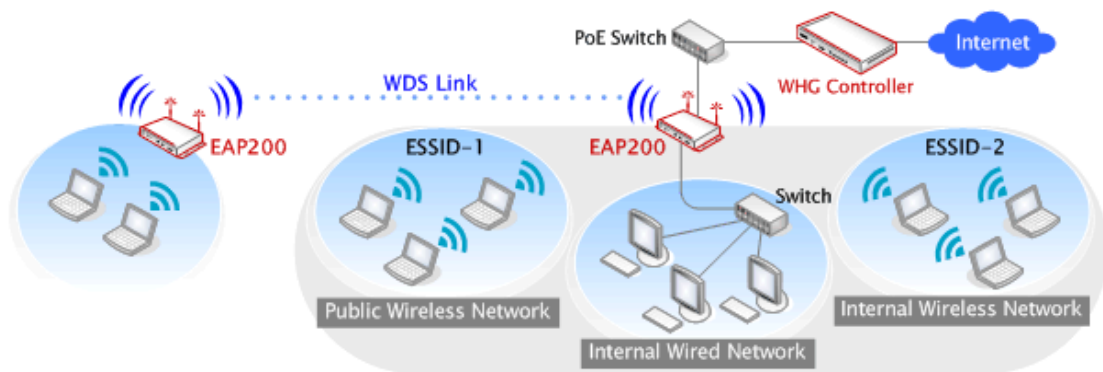 PoE Switch
Internet
WHG Controller
WDS Link
EAP200
EAP200
ESSID-1
ESSID-2
Switch
Public Wireless Network
Internal Wireless Network
Internal Wired Network